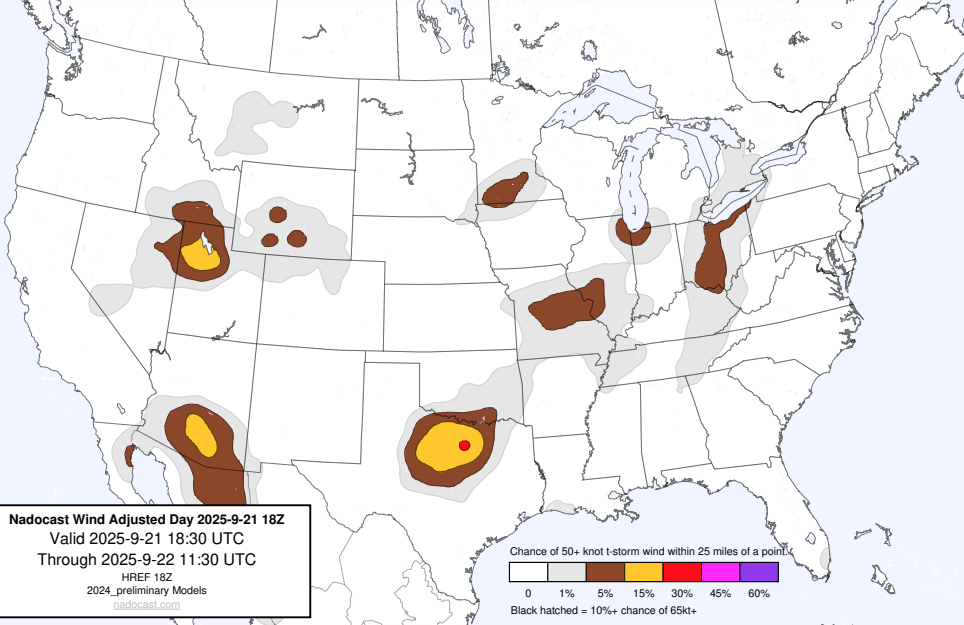 Nadocast Wind Adjusted Day 2025-9-21 18Z
Valid 2025-9-21 18:30 UTC
Through 2025-9-22 11:30 UTC
HREF 18Z
2024_preliminary Models
nadocast.com
Chance of 50+ knot t-storm wind within 25 miles of a point.
0 1% 5% 15% 30% 45% 60%
Black hatched = 10%+ chance of 65kt+